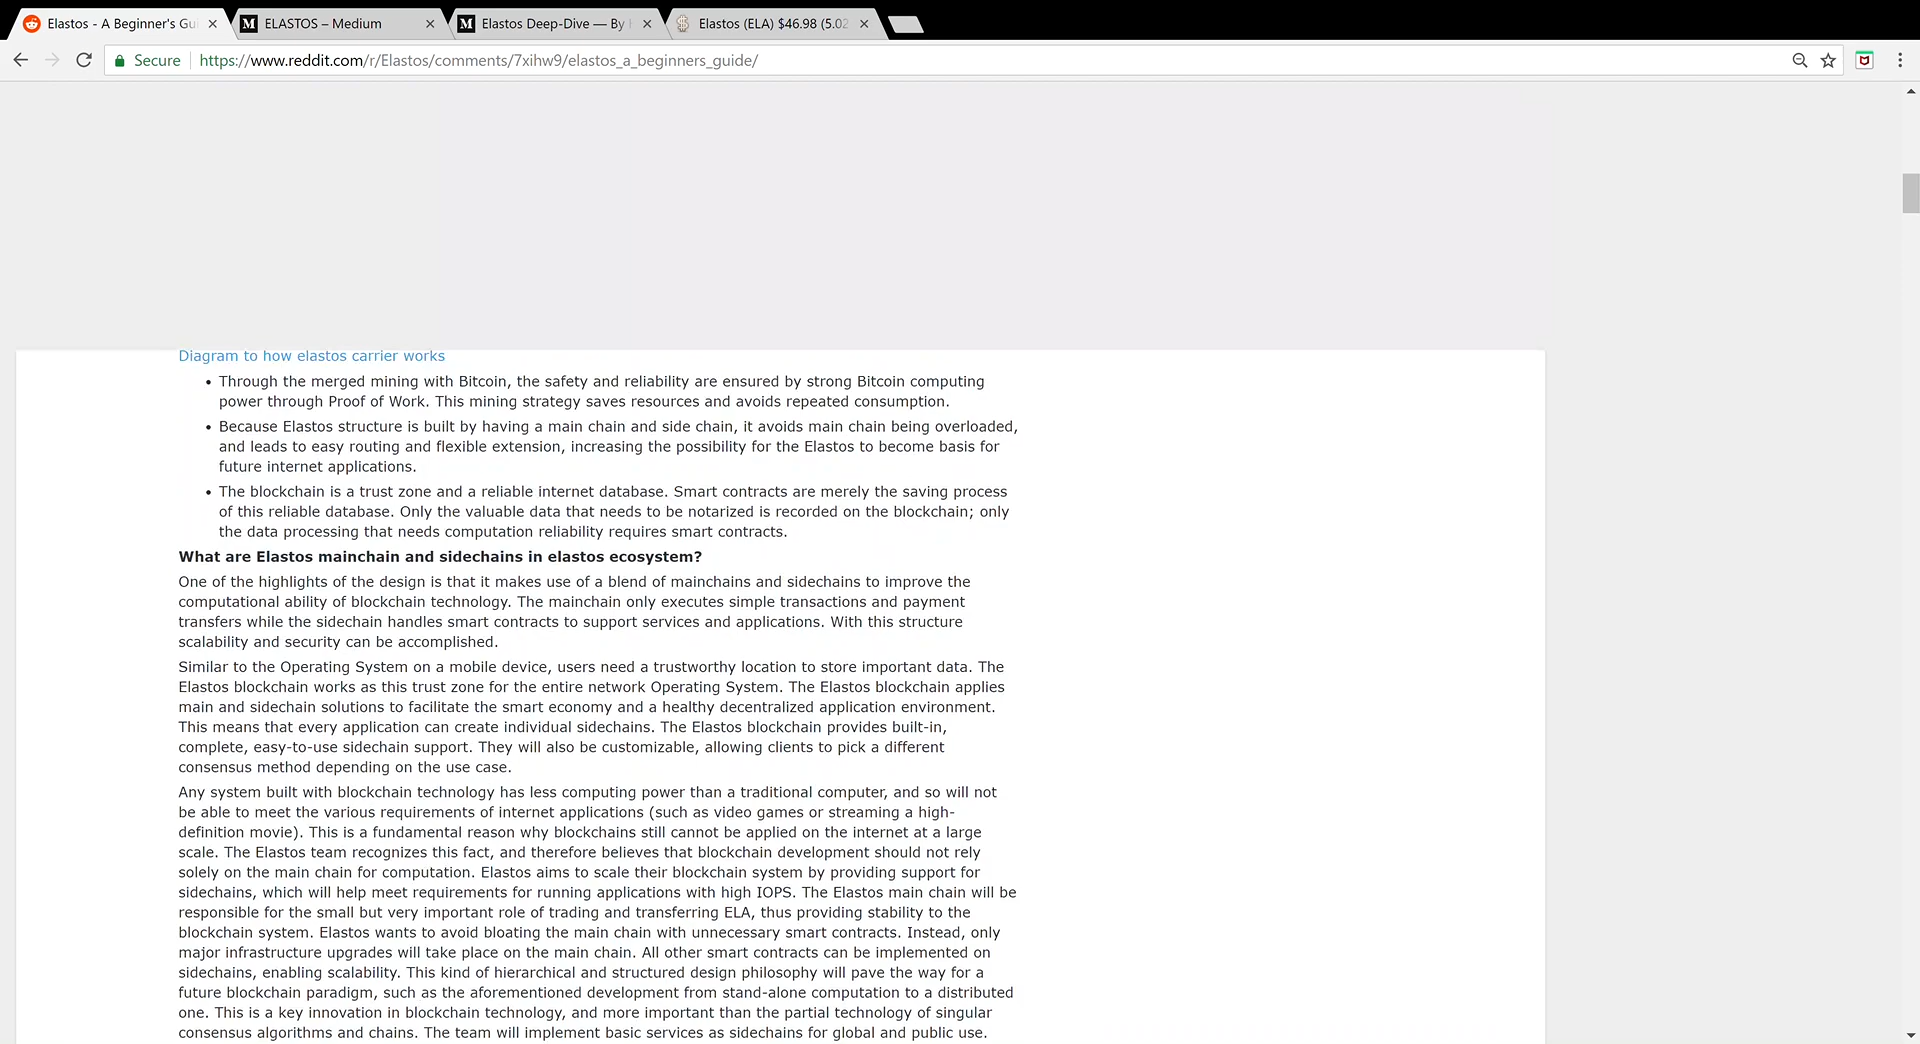 Elastos - A Beginner's Gu
ELASTOS – Medium
Elastos Deep-Dive — By
Elastos (ELA) $46.98 (5.02
Secure
https://www.reddit.com/r/Elastos/comments/7xihw9/elastos_a_beginners_guide/
Diagram to how elastos carrier works
• Through the merged mining with Bitcoin, the safety and reliability are ensured by strong Bitcoin computing
power through Proof of Work. This mining strategy saves resources and avoids repeated consumption.
• Because Elastos structure is built by having a main chain and side chain, it avoids main chain being overloaded,
and leads to easy routing and flexible extension, increasing the possibility for the Elastos to become basis for
future internet applications.
• The blockchain is a trust zone and a reliable internet database. Smart contracts are merely the saving process
of this reliable database. Only the valuable data that needs to be notarized is recorded on the blockchain; only
the data processing that needs computation reliability requires smart contracts.
What are Elastos mainchain and sidechains in elastos ecosystem?
One of the highlights of the design is that it makes use of a blend of mainchains and sidechains to improve the
computational ability of blockchain technology. The mainchain only executes simple transactions and payment
transfers while the sidechain handles smart contracts to support services and applications. With this structure
scalability and security can be accomplished.
Similar to the Operating System on a mobile device, users need a trustworthy location to store important data. The
Elastos blockchain works as this trust zone for the entire network Operating System. The Elastos blockchain applies
main and sidechain solutions to facilitate the smart economy and a healthy decentralized application environment.
This means that every application can create individual sidechains. The Elastos blockchain provides built-in,
complete, easy-to-use sidechain support. They will also be customizable, allowing clients to pick a different
consensus method depending on the use case.
Any system built with blockchain technology has less computing power than a traditional computer, and so will not
be able to meet the various requirements of internet applications (such as video games or streaming a high-
definition movie). This is a fundamental reason why blockchains still cannot be applied on the internet at a large
scale. The Elastos team recognizes this fact, and therefore believes that blockchain development should not rely
solely on the main chain for computation. Elastos aims to scale their blockchain system by providing support for
sidechains, which will help meet requirements for running applications with high IOPS. The Elastos main chain will be
responsible for the small but very important role of trading and transferring ELA, thus providing stability to the
blockchain system. Elastos wants to avoid bloating the main chain with unnecessary smart contracts. Instead, only
major infrastructure upgrades will take place on the main chain. All other smart contracts can be implemented on
sidechains, enabling scalability. This kind of hierarchical and structured design philosophy will pave the way for a
future blockchain paradigm, such as the aforementioned development from stand-alone computation to a distributed
one. This is a key innovation in blockchain technology, and more important than the partial technology of singular
consensus algorithms and chains. The team will implement basic services as sidechains for global and public use.